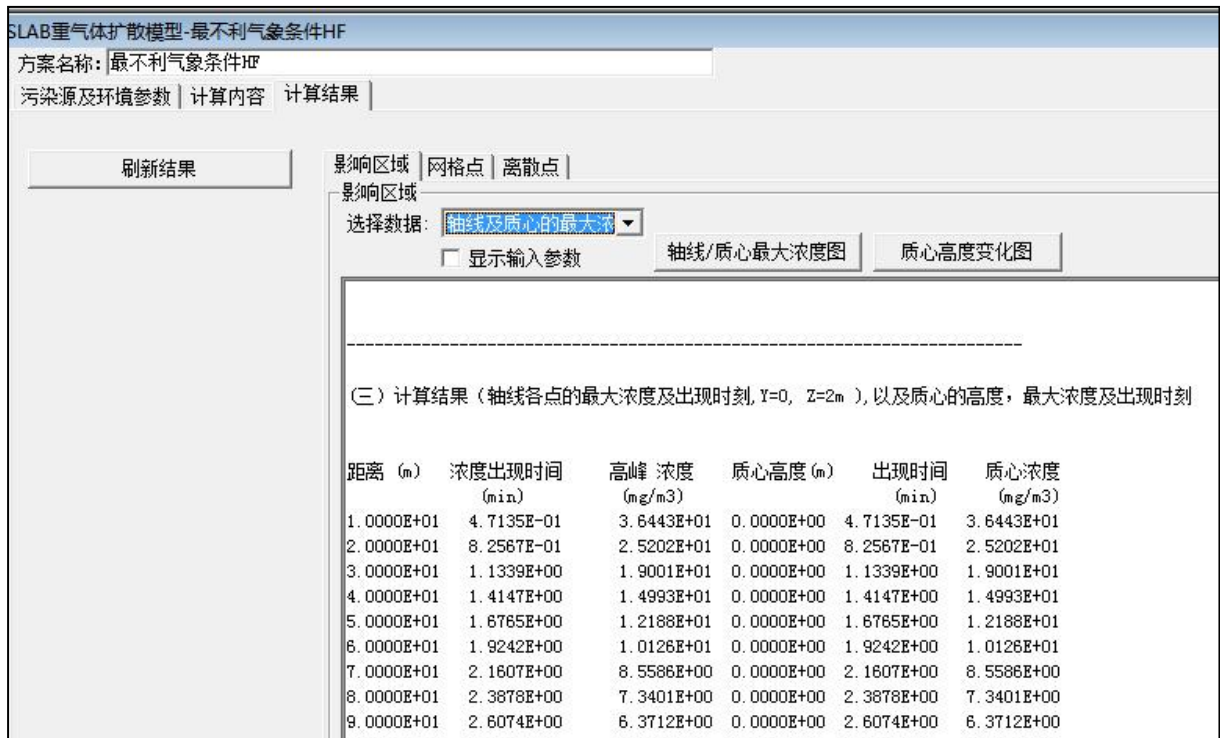 SLAB重气体扩散模型-最不利气象条件HF
方案名称: 最不利气象条件HF
污染源及环境参数 计算内容 计算结果
刷新结果
影响区域 网格点 离散点
影响区域
选择数据: 轴线及质心的最大浓
显示输入参数 轴线/质心最大浓度图 质心高度变化图
(三) 计算结果 (轴线各点的最大浓度及出现时刻,Y=0, Z=2m ),以及质心的高度, 最大浓度及出现时刻
距离 (m) 浓度出现时间 高峰 浓度 质心高度(m) 出现时间 质心浓度
(min) (mg/m3) (min) (mg/m3)
1.0000E+01 4.7135E-01 3.6443E+01 0.0000E+00 4.7135E-01 3.6443E+01
2.0000E+01 8.2567E-01 2.5202E+01 0.0000E+00 8.2567E-01 2.5202E+01
3.0000E+01 1.1339E+00 1.9001E+01 0.0000E+00 1.1339E+00 1.9001E+01
4.0000E+01 1.4147E+00 1.4993E+01 0.0000E+00 1.4147E+00 1.4993E+01
5.0000E+01 1.6765E+00 1.2188E+01 0.0000E+00 1.6765E+00 1.2188E+01
6.0000E+01 1.9242E+00 1.0126E+01 0.0000E+00 1.9242E+00 1.0126E+01
7.0000E+01 2.1607E+00 8.5586E+00 0.0000E+00 2.1607E+00 8.5586E+00
8.0000E+01 2.3878E+00 7.3401E+00 0.0000E+00 2.3878E+00 7.3401E+00
9.0000E+01 2.6074E+00 6.3712E+00 0.0000E+00 2.6074E+00 6.3712E+00